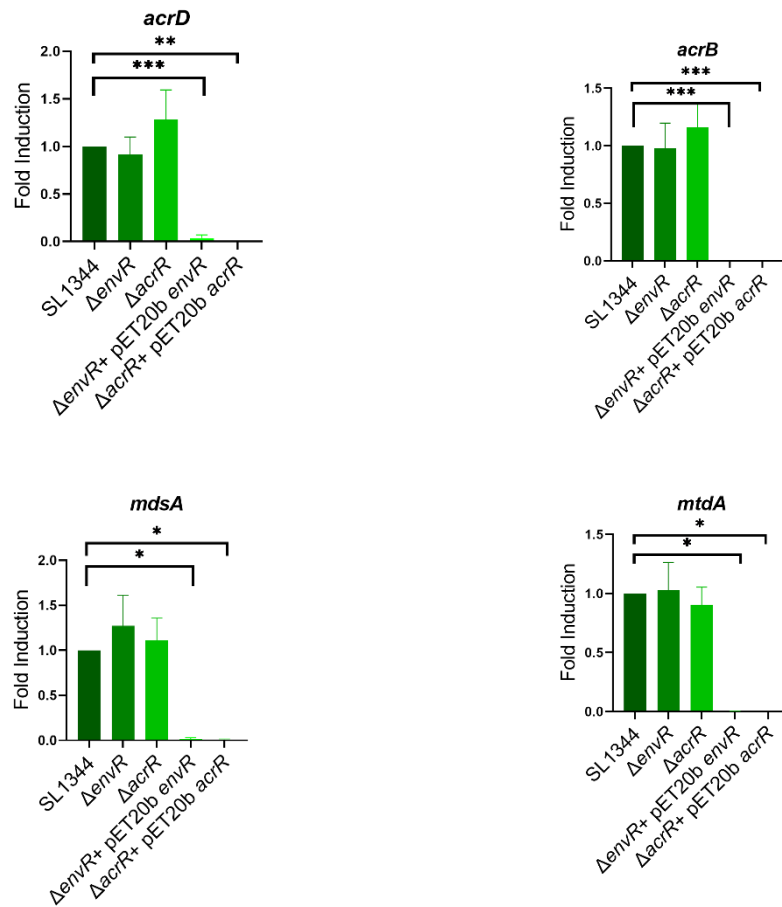 acrD
**
***
Fold Induction
2.0
1.5
1.0
0.5
0.0
SL1344
ΔenvR
ΔacrR
ΔenvR+ pET20b envR
ΔacrR+ pET20b acrR
acrB
***
***
Fold Induction
1.5
1.0
0.5
0.0
SL1344
ΔenvR
ΔacrR
ΔenvR+ pET20b envR
ΔacrR+ pET20b acrR
mdsA
*
*
Fold Induction
2.0
1.5
1.0
0.5
0.0
SL1344
ΔenvR
ΔacrR
ΔenvR+ pET20b envR
ΔacrR+ pET20b acrR
mtdA
*
*
Fold Induction
1.5
1.0
0.5
0.0
SL1344
ΔenvR
ΔacrR
ΔenvR+ pET20b envR
ΔacrR+ pET20b acrR